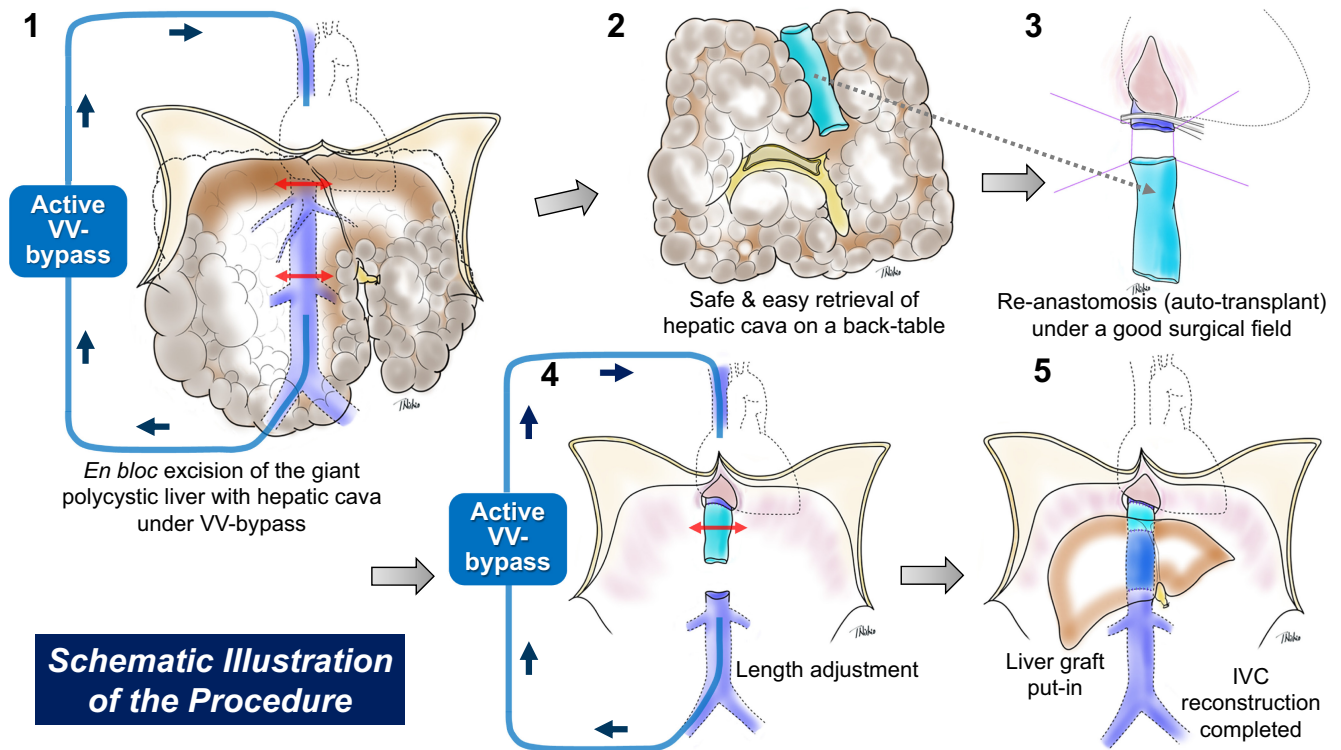 1
Active
VV-
bypass
En bloc excision of the giant
polycystic liver with hepatic cava
under VV-bypass
2
Safe & easy retrieval of
hepatic cava on a back-table
3
Re-anastomosis (auto-transplant)
under a good surgical field
4
Active
VV-
bypass
Length adjustment
5
Liver graft
put-in
IVC
reconstruction
completed
Schematic Illustration
of the Procedure